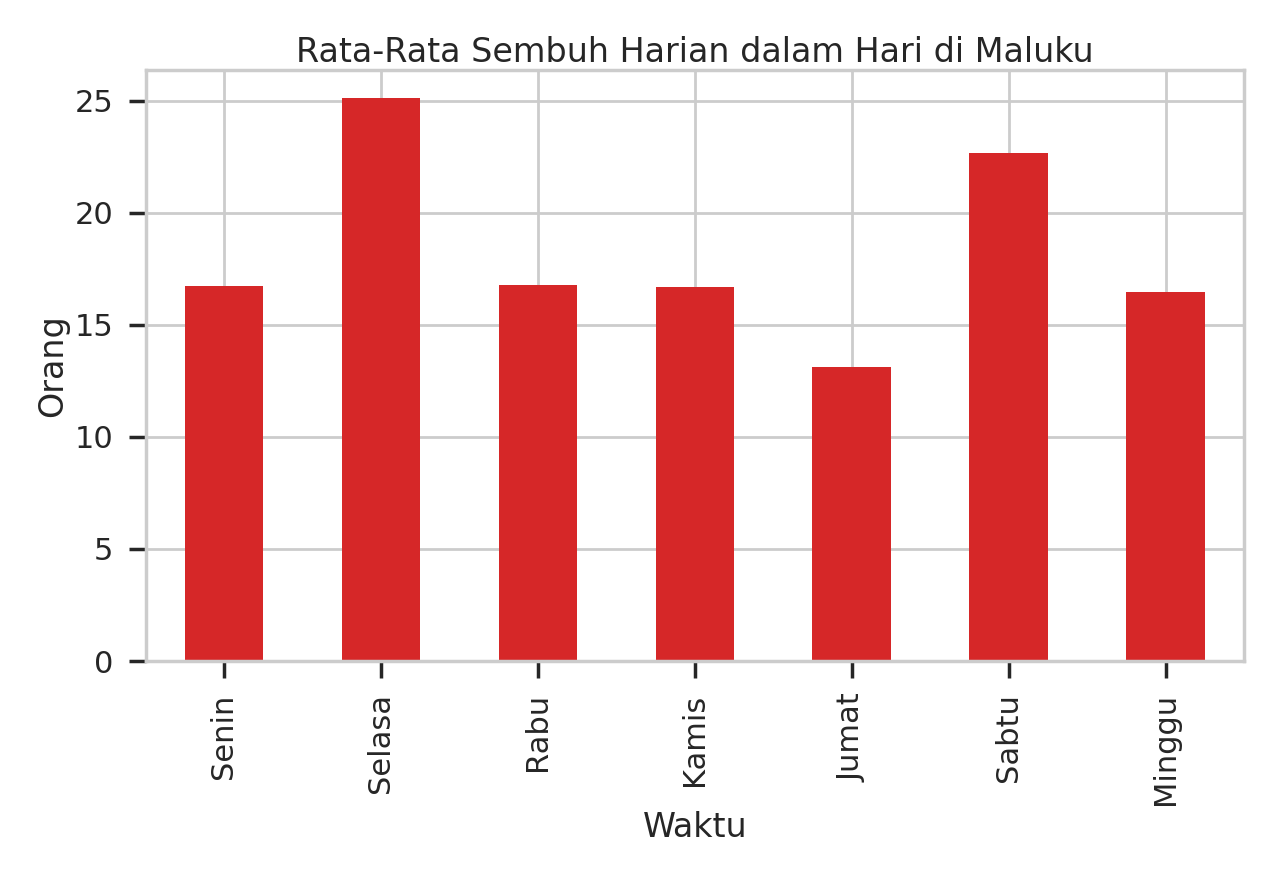 Rata-Rata Sembuh Harian dalam Hari di Maluku
25
20
15
10
5
0
Orang
Senin
Selasa
Rabu
Kamis
Jumat
Sabtu
Minggu
Waktu